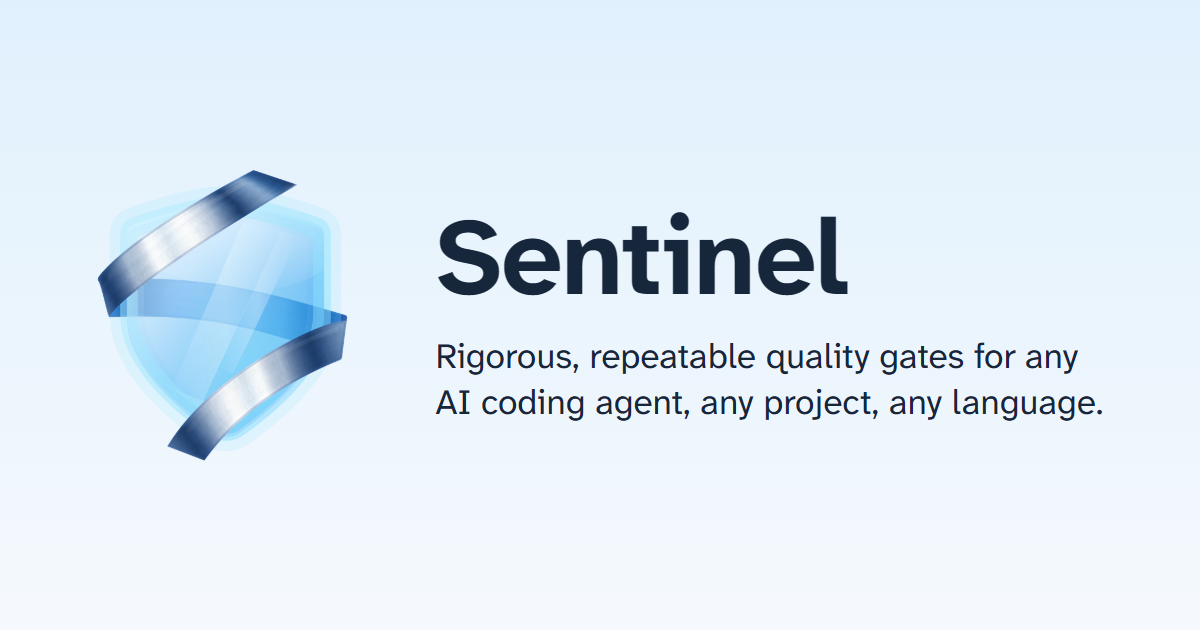 Sentinel
Rigorous, repeatable quality gates for any
AI coding agent, any project, any language.